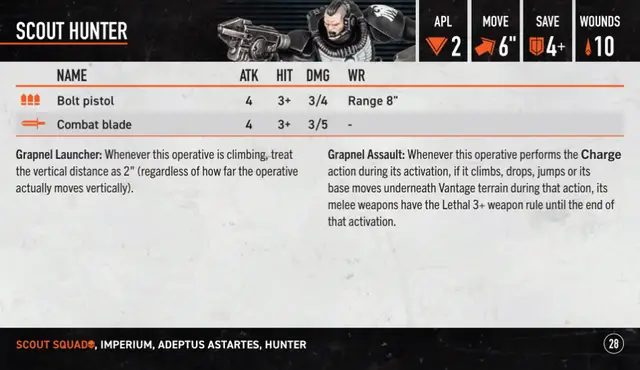 SCOUT HUNTER
APL
2
MOVE
6"
SAVE
4+
WOUNDS
10
NAME ATK HIT DMG WR
Bolt pistol 4 3+ 3/4 Range 8"
Combat blade 4 3+ 3/5 -
Grapnel Launcher: Whenever this operative is climbing, treat
the vertical distance as 2" (regardless of how far the operative
actually moves vertically).
Grapnel Assault: Whenever this operative performs the Charge
action during its activation, if it climbs, drops, jumps or its
base moves underneath Vantage terrain during that action, its
melee weapons have the Lethal 3+ weapon rule until the end of
that activation.
SCOUT SQUAD, IMPERIUM, ADEPTUS ASTARTES, HUNTER
28